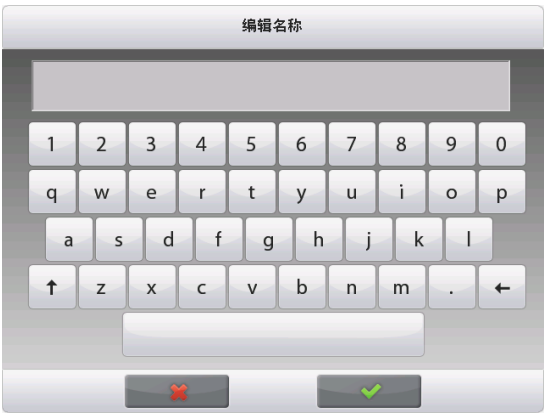 编辑名称
1 2 3 4 5 6 7 8 9 0
q w e r t y u i o p
a s d f g h j k l
↑ z x c v b n m . ←